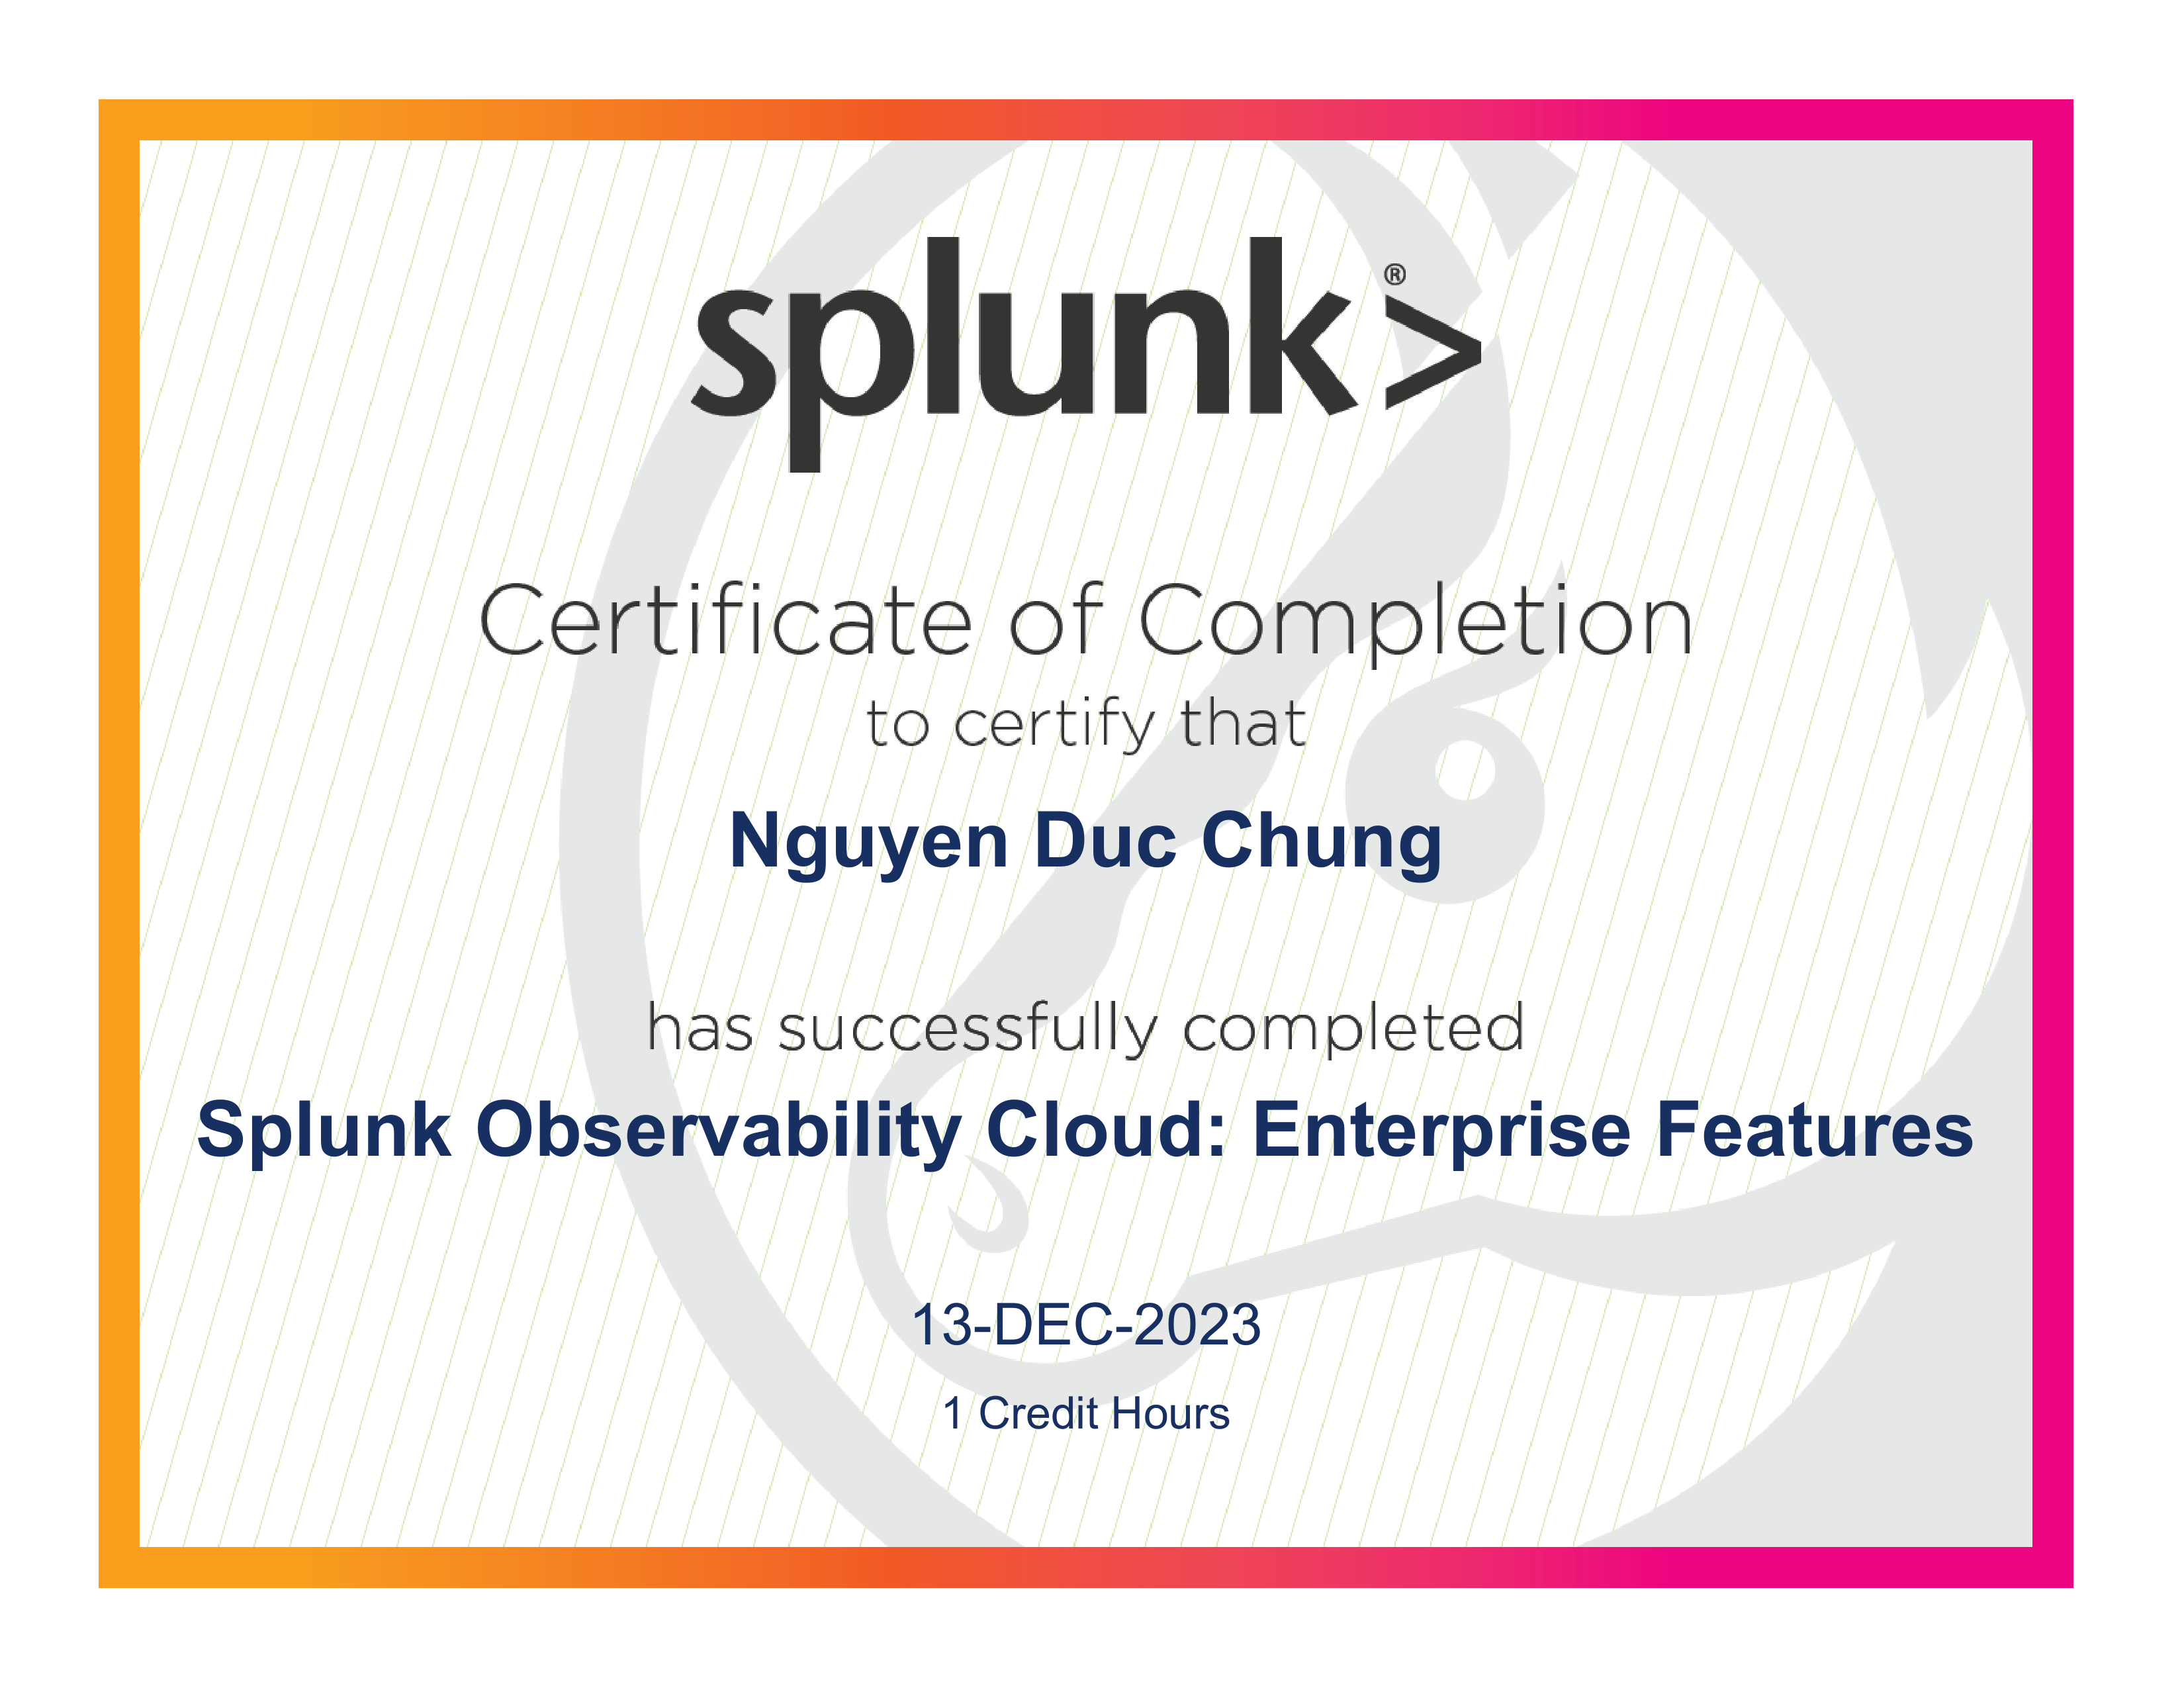 splunk>®
Certificate of Completion
to certify that
Nguyen Duc Chung
has successfully completed
Splunk Observability Cloud: Enterprise Features
13-DEC-2023
1 Credit Hours